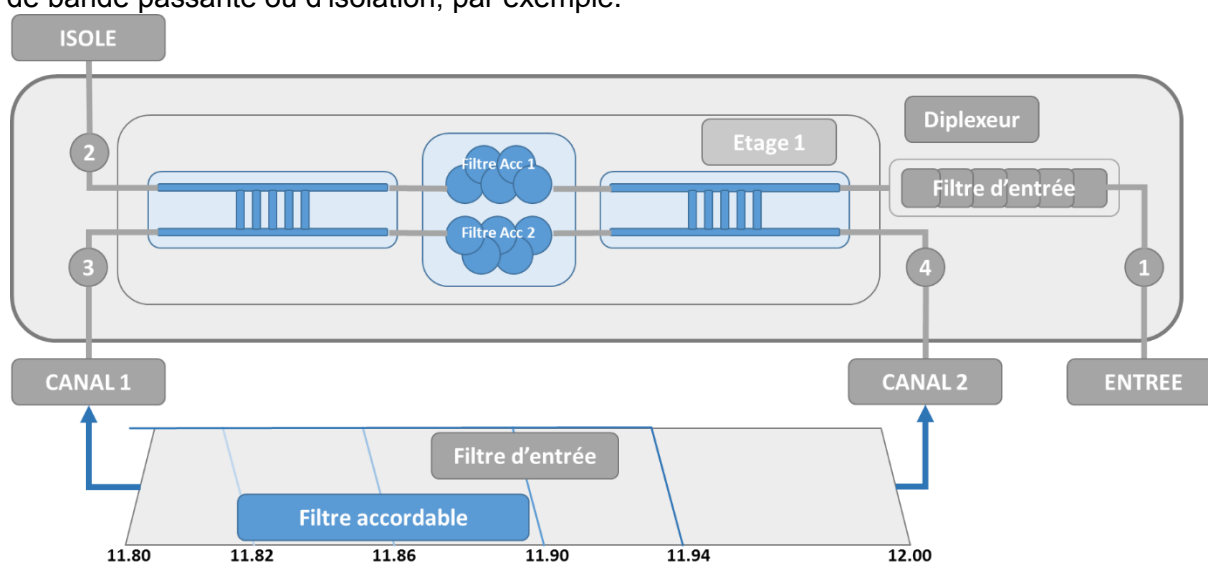 de bande passante ou d'isolation, par exemple.
ISOLE
Diplexeur
Etage 1
2
Filtre Acc 1
Filtre d'entrée
Filtre Acc 2
3
4
1
CANAL 1
CANAL 2
ENTREE
Filtre d'entrée
Filtre accordable
11.80 11.82 11.86 11.90 11.94 12.00